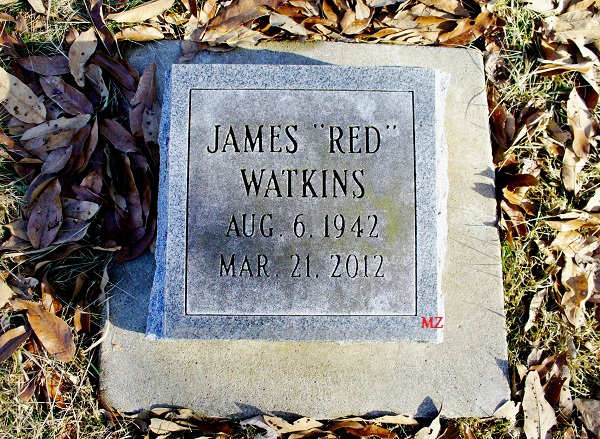 JAMES "RED"
WATKINS
AUG. 6. 1942
MAR. 21. 2012
MZ